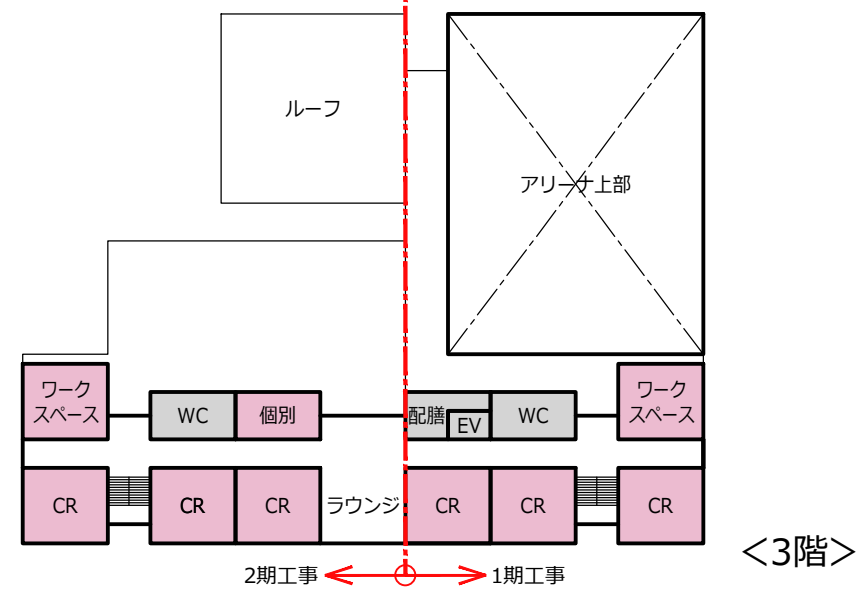 ルーフ
アリーナ上部
ワーク
スペース
WC
個別
配膳
EV
WC
ワーク
スペース
CR
CR
CR
ラウンジ
CR
CR
CR
<3階>
2期工事
1期工事